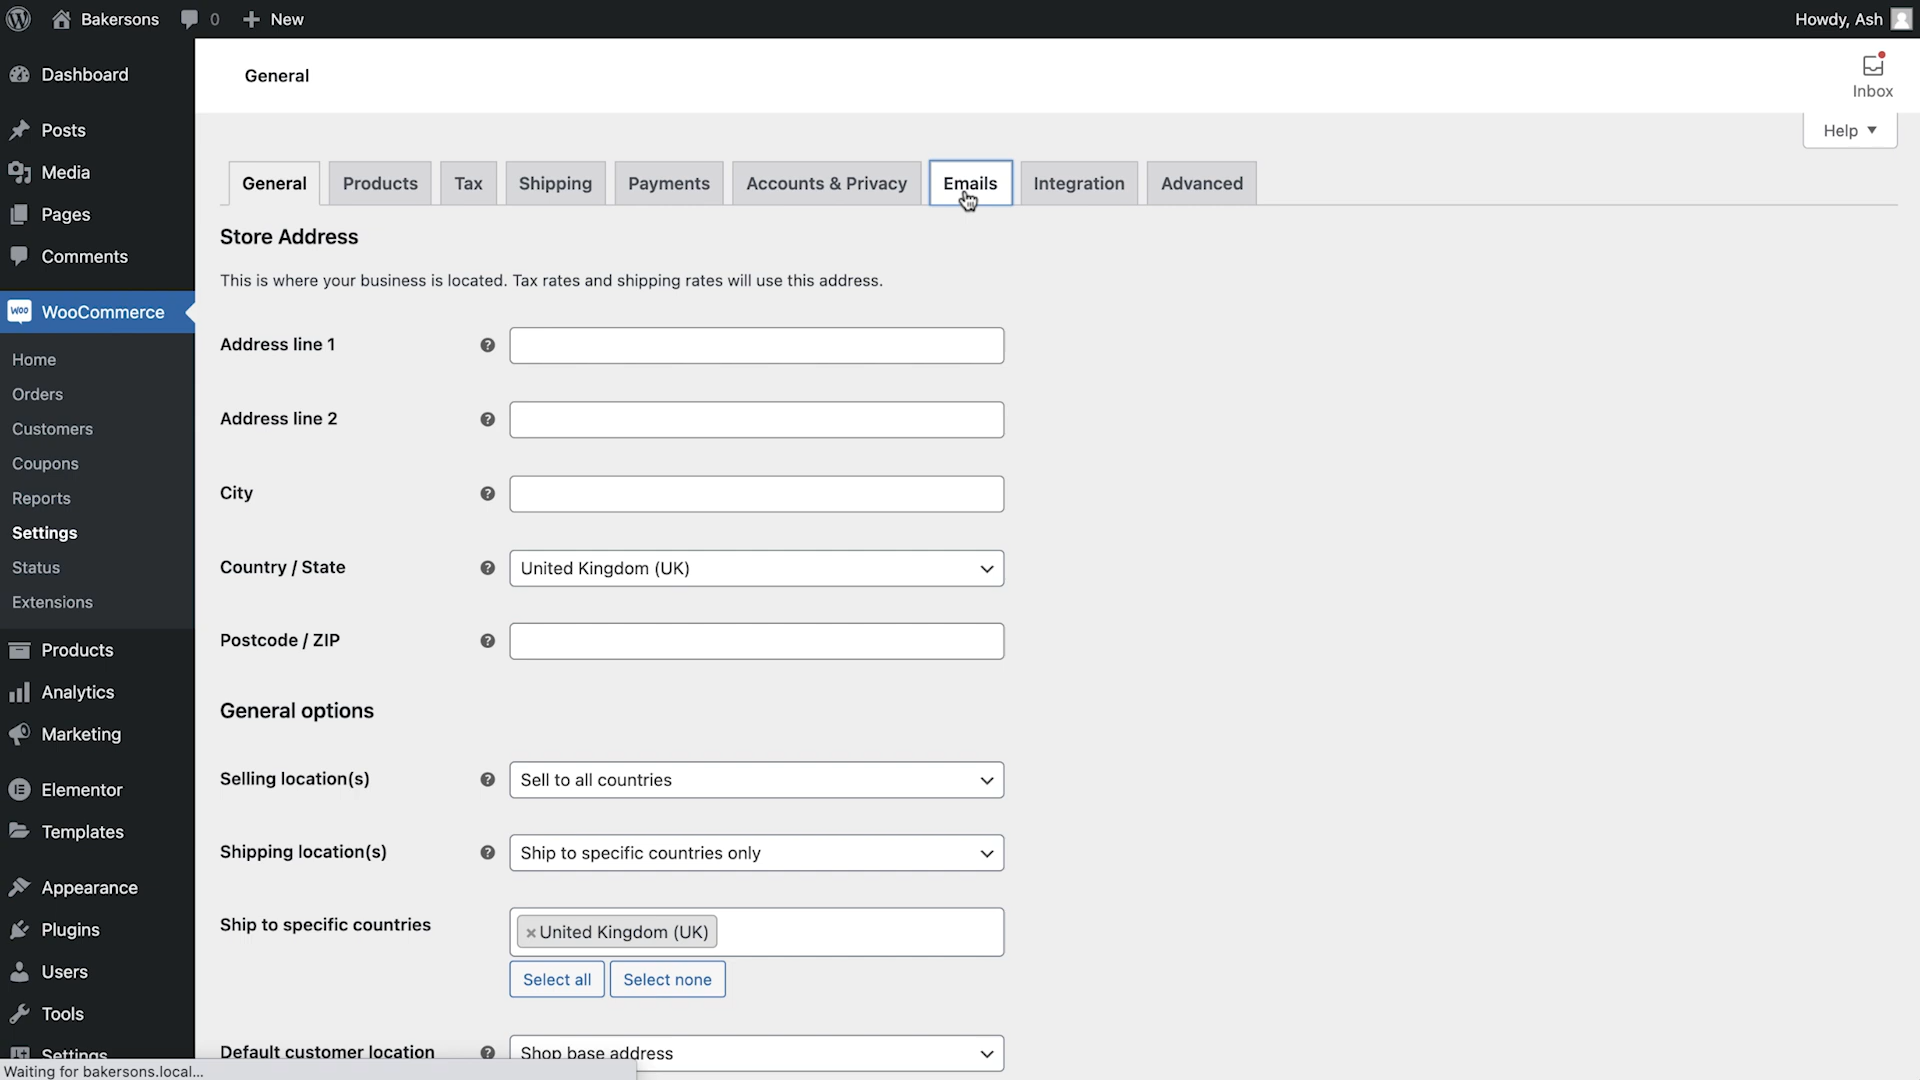 Bakersons 0 New Howdy, Ash
Dashboard
Posts
Media
Pages
Comments
WOO WooCommerce
Home
Orders
Customers
Coupons
Reports
Settings
Status
Extensions
Products
Analytics
Marketing
Elementor
Templates
Appearance
Plugins
Users
Tools
Settings
General
Inbox
Help
General Products Tax Shipping Payments Accounts & Privacy Emails Integration Advanced
Store Address
This is where your business is located. Tax rates and shipping rates will use this address.
Address line 1
Address line 2
City
Country / State United Kingdom (UK)
Postcode / ZIP
General options
Selling location(s) Sell to all countries
Shipping location(s) Ship to specific countries only
Ship to specific countries ×United Kingdom (UK)
Select all Select none
Default customer location Shop base address
Waiting for bakersons.local...